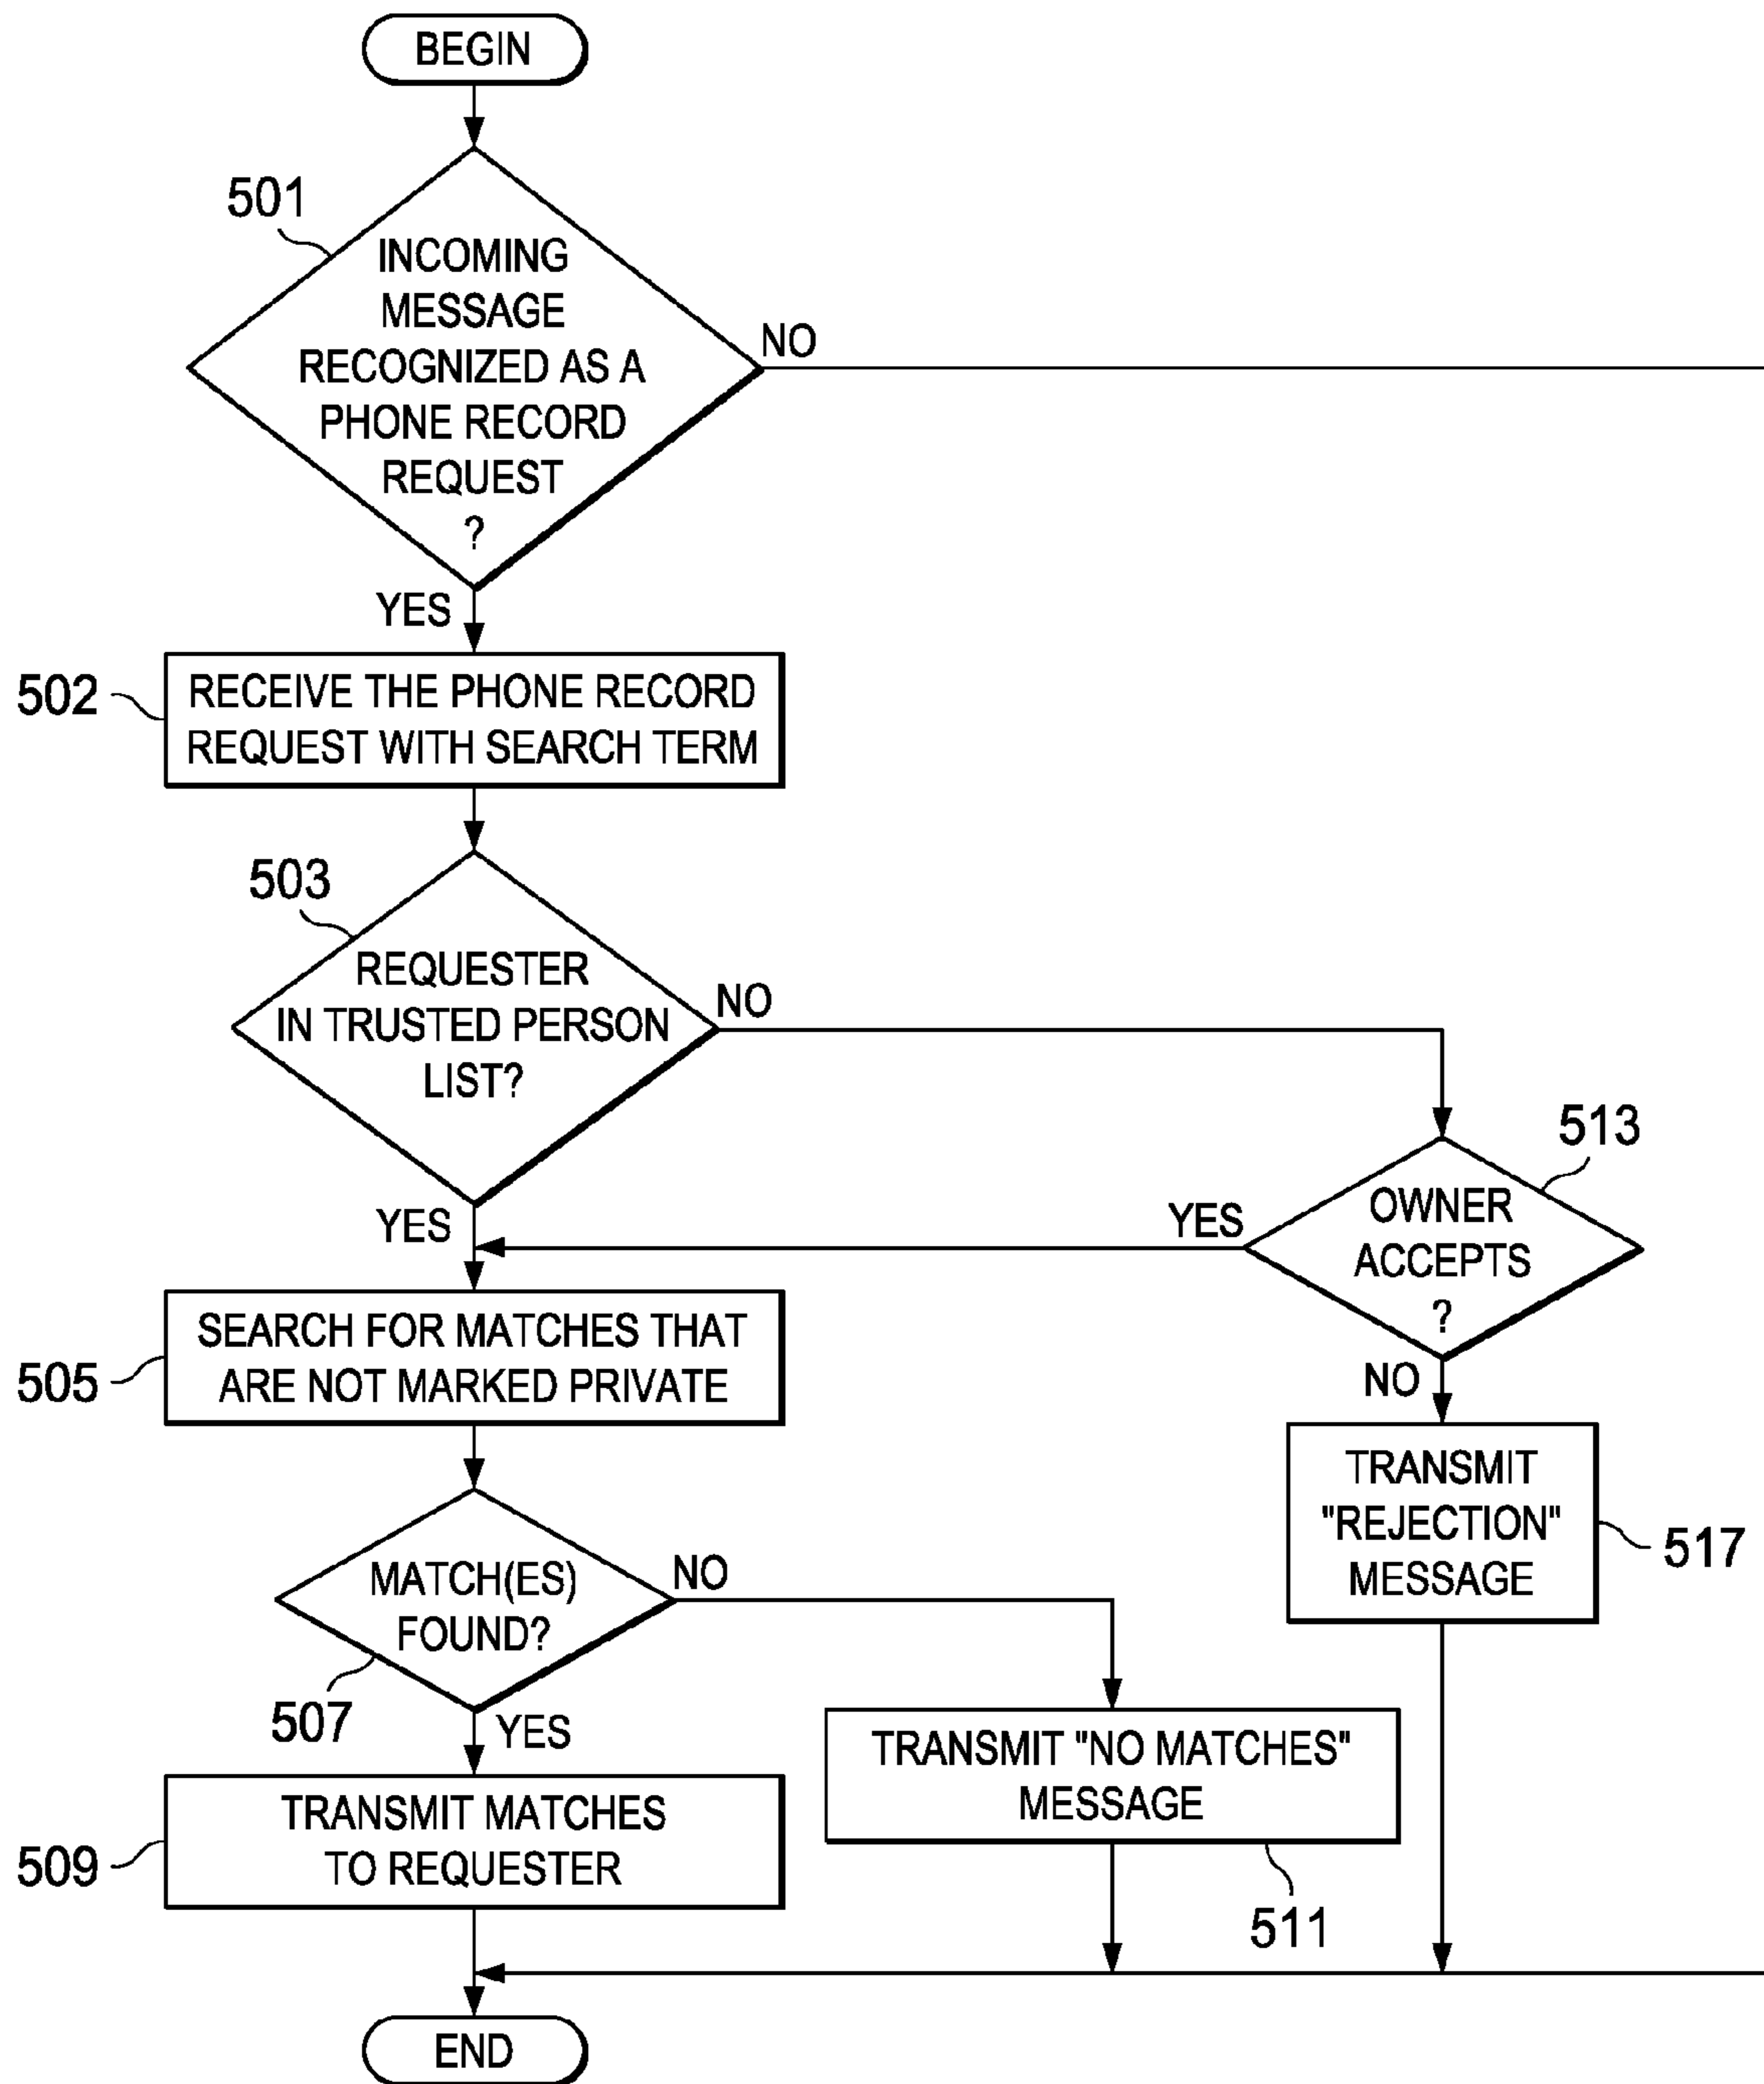 BEGIN
501
INCOMING
MESSAGE
RECOGNIZED AS A
PHONE RECORD
REQUEST
?
NO
YES
502
RECEIVE THE PHONE RECORD
REQUEST WITH SEARCH TERM
503
REQUESTER
IN TRUSTED PERSON
LIST?
NO
YES
513
OWNER
ACCEPTS
?
YES
NO
505
SEARCH FOR MATCHES THAT
ARE NOT MARKED PRIVATE
TRANSMIT
"REJECTION"
MESSAGE
517
MATCH(ES)
FOUND?
NO
507
YES
TRANSMIT "NO MATCHES"
MESSAGE
511
509
TRANSMIT MATCHES
TO REQUESTER
END